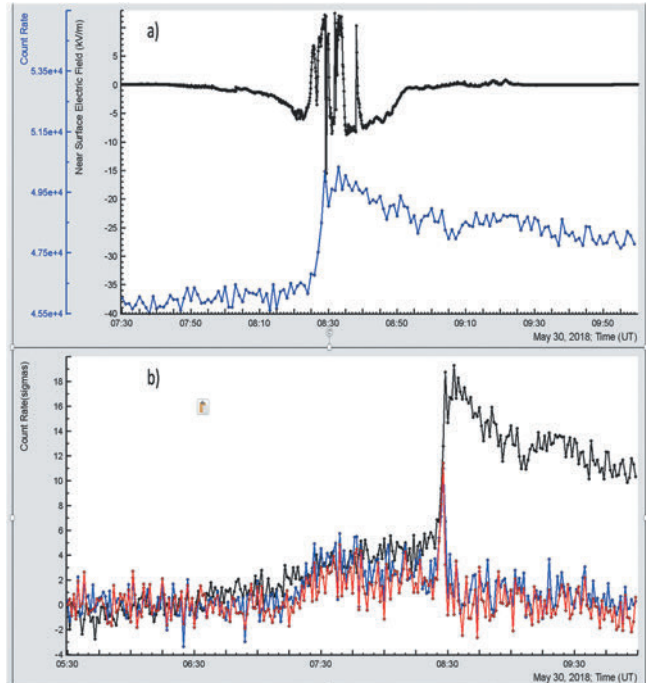 a)
Count Rate
Near Surface Electric Field (kV/m)
5.35e+4
5.15e+4
4.95e+4
4.75e+4
4.55e+4
10
5
0
-5
-10
-15
-20
-25
-30
-35
-40
07:30 07:50 08:10 08:30 08:50 09:10 09:30 09:50
May 30, 2018; Time (UT)
b)
Count Rate(sigmas)
18
16
14
12
10
8
6
4
2
0
-2
-4
05:30 06:30 07:30 08:30 09:30
May 30, 2018; Time (UT)